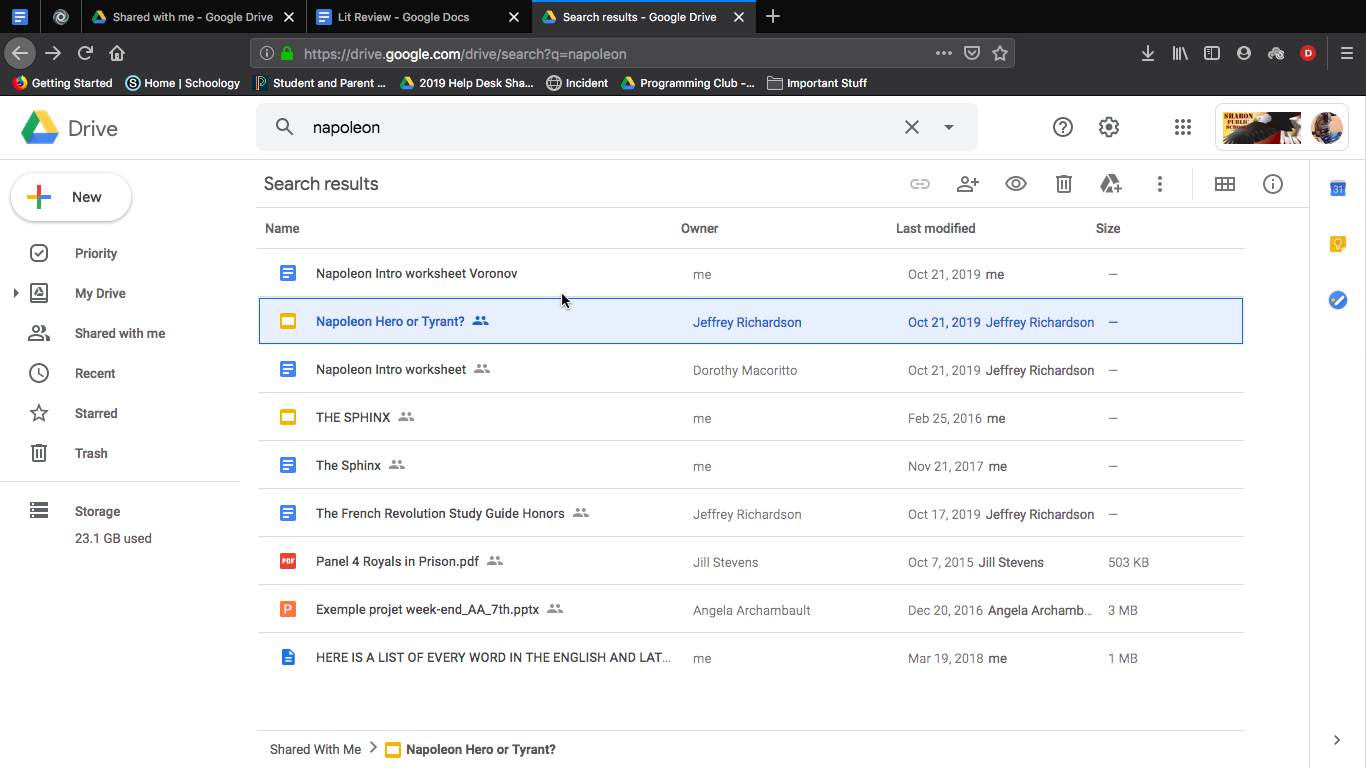 Shared with me - Google Drive
Lit Review - Google Docs
Search results - Google Drive
https://drive.google.com/drive/search?q=napoleon
D
Getting Started
S Home | Schoology
Student and Parent ...
2019 Help Desk Sha...
Incident
Programming Club -...
Important Stuff
Drive
napoleon
SHARON
PUBLIC
SCHOOLS
New
Search results
31
Name Owner Last modified Size
Priority
My Drive
Shared with me
Recent
Starred
Trash
Storage
23.1 GB used
Napoleon Intro worksheet Voronov me Oct 21, 2019 me —
Napoleon Hero or Tyrant? Jeffrey Richardson Oct 21, 2019 Jeffrey Richardson —
Napoleon Intro worksheet Dorothy Macoritto Oct 21, 2019 Jeffrey Richardson —
THE SPHINX me Feb 25, 2016 me —
The Sphinx me Nov 21, 2017 me —
The French Revolution Study Guide Honors Jeffrey Richardson Oct 17, 2019 Jeffrey Richardson —
PDF Panel 4 Royals in Prison.pdf Jill Stevens Oct 7, 2015 Jill Stevens 503 KB
P Exemple projet week-end_AA_7th.pptx Angela Archambault Dec 20, 2016 Angela Archamb... 3 MB
HERE IS A LIST OF EVERY WORD IN THE ENGLISH AND LAT... me Mar 19, 2018 me 1 MB
Shared With Me > Napoleon Hero or Tyrant?